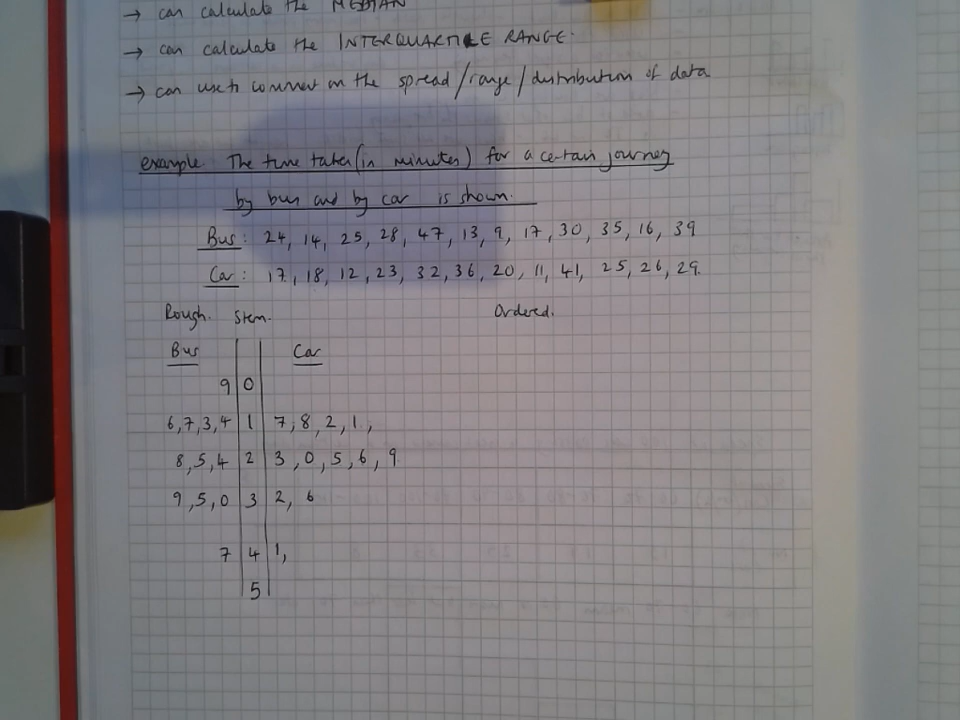 → can calculate the MEDIAN
→ can calculate the INTERQUARTILE RANGE.
→ can use to comment on the spread/range/distribution of data
example. The time taken (in minutes) for a certain journey
by bus and by car is shown.
Bus: 24, 14, 25, 28, 47, 13, 9, 17, 30, 35, 16, 39
Car: 17, 18, 12, 23, 32, 36, 20, 11, 41, 25, 26, 29.
Rough. Stem. Ordered.
Bus Car
9 | 0 |
6,7,3,4 | 1 | 7,8,2,1,
8,5,4 | 2 | 3,0,5,6,9
9,5,0 | 3 | 2,6
7 | 4 | 1,
| 5 |